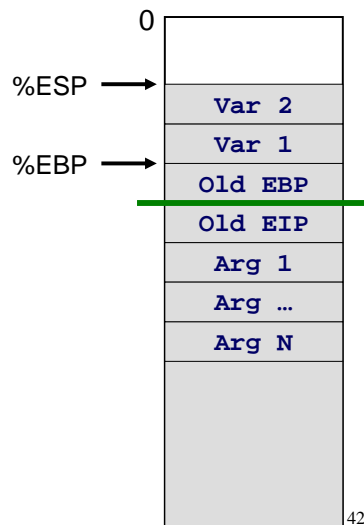 0
%ESP
Var 2
Var 1
%EBP
Old EBP
Old EIP
Arg 1
Arg …
Arg N
42